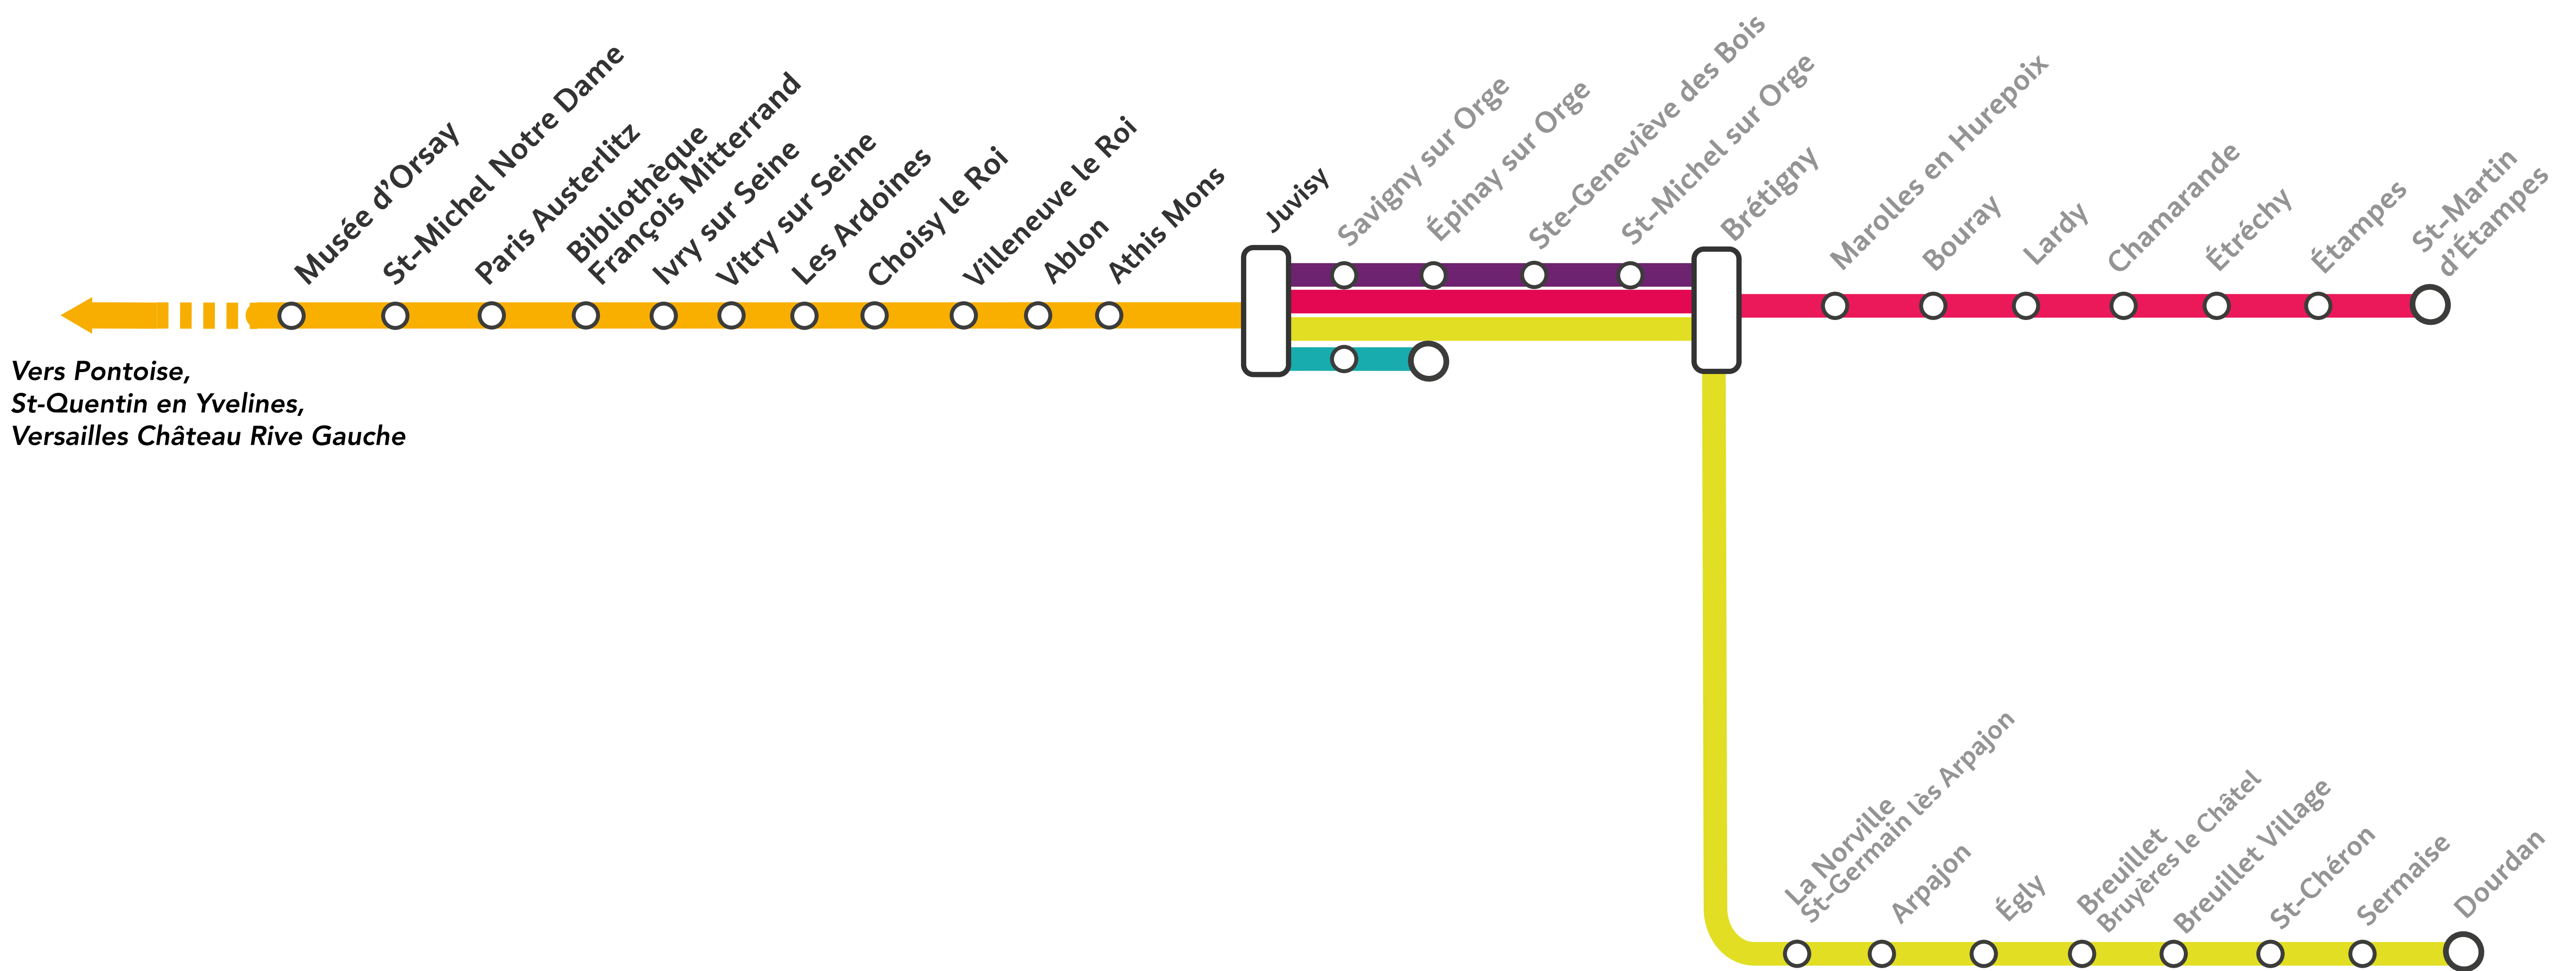 Musée d’Orsay
St-Michel Notre Dame
Paris Austerlitz
Bibliothèque
François Mitterrand
Ivry sur Seine
Vitry sur Seine
Les Ardoines
Choisy le Roi
Villeneuve le Roi
Ablon
Athis Mons
Juvisy
Savigny sur Orge
Épinay sur Orge
Ste-Geneviève des Bois
St-Michel sur Orge
Brétigny
Marolles en Hurepoix
Bouray
Lardy
Chamarande
Étréchy
Étampes
St-Martin
d’Étampes
Vers Pontoise,
St-Quentin en Yvelines,
Versailles Château Rive Gauche
La Norville
St-Germain lès Arpajon
Arpajon
Égly
Breuillet
Bruyères le Châtel
Breuillet Village
St-Chéron
Sermaise
Dourdan